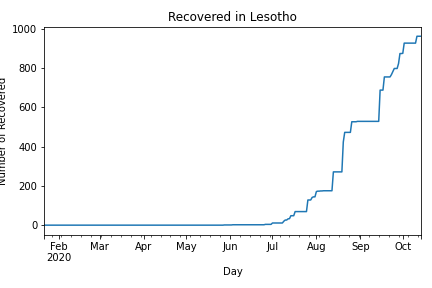 Recovered in Lesotho
Number of Recovered
1000
800
600
400
200
0
Feb Mar Apr May Jun Jul Aug Sep Oct
2020
Day